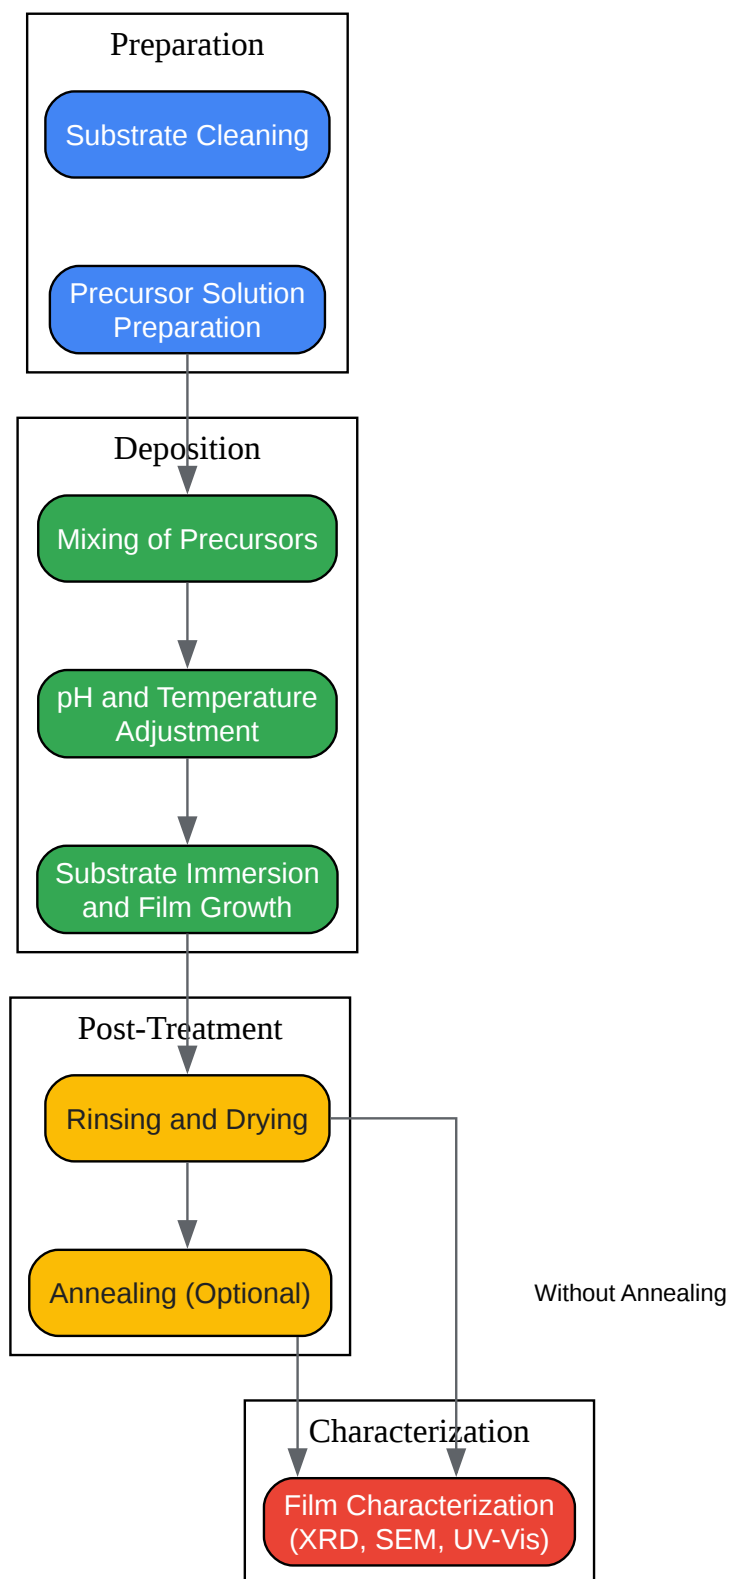 Preparation
Substrate Cleaning
Precursor Solution
Preparation
Deposition
Mixing of Precursors
pH and Temperature
Adjustment
Substrate Immersion
and Film Growth
Post-Treatment
Rinsing and Drying
Annealing (Optional)
Without Annealing
Characterization
Film Characterization
(XRD, SEM, UV-Vis)